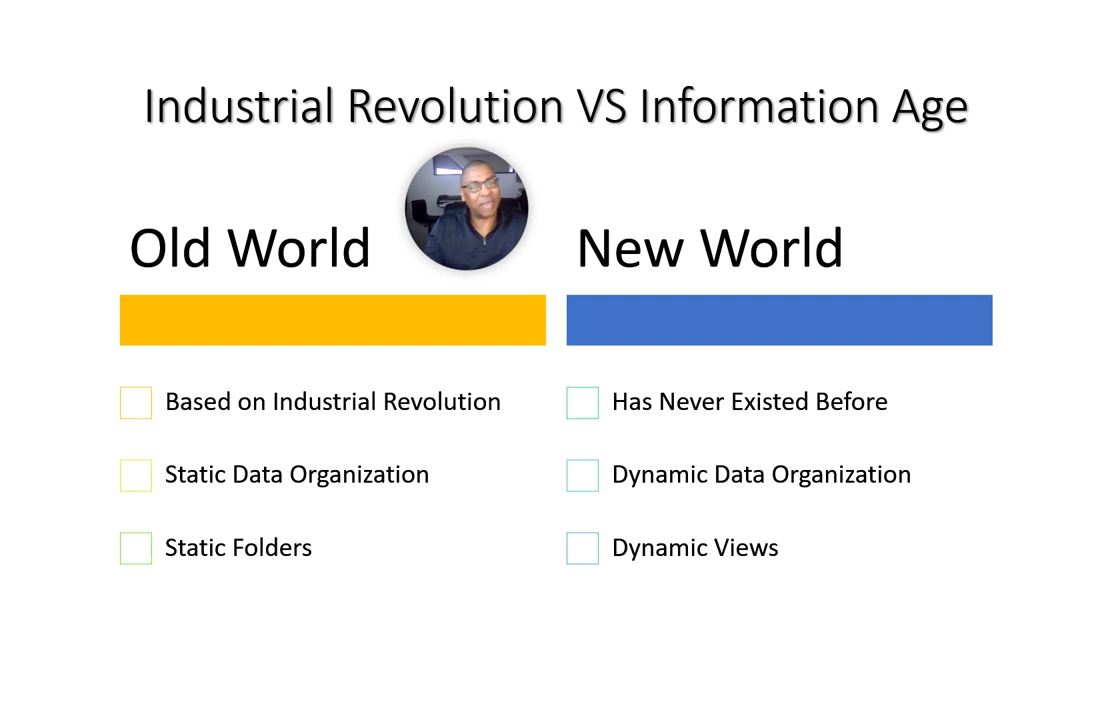 Industrial Revolution VS Information Age
Old World
Based on Industrial Revolution
Static Data Organization
Static Folders
New World
Has Never Existed Before
Dynamic Data Organization
Dynamic Views